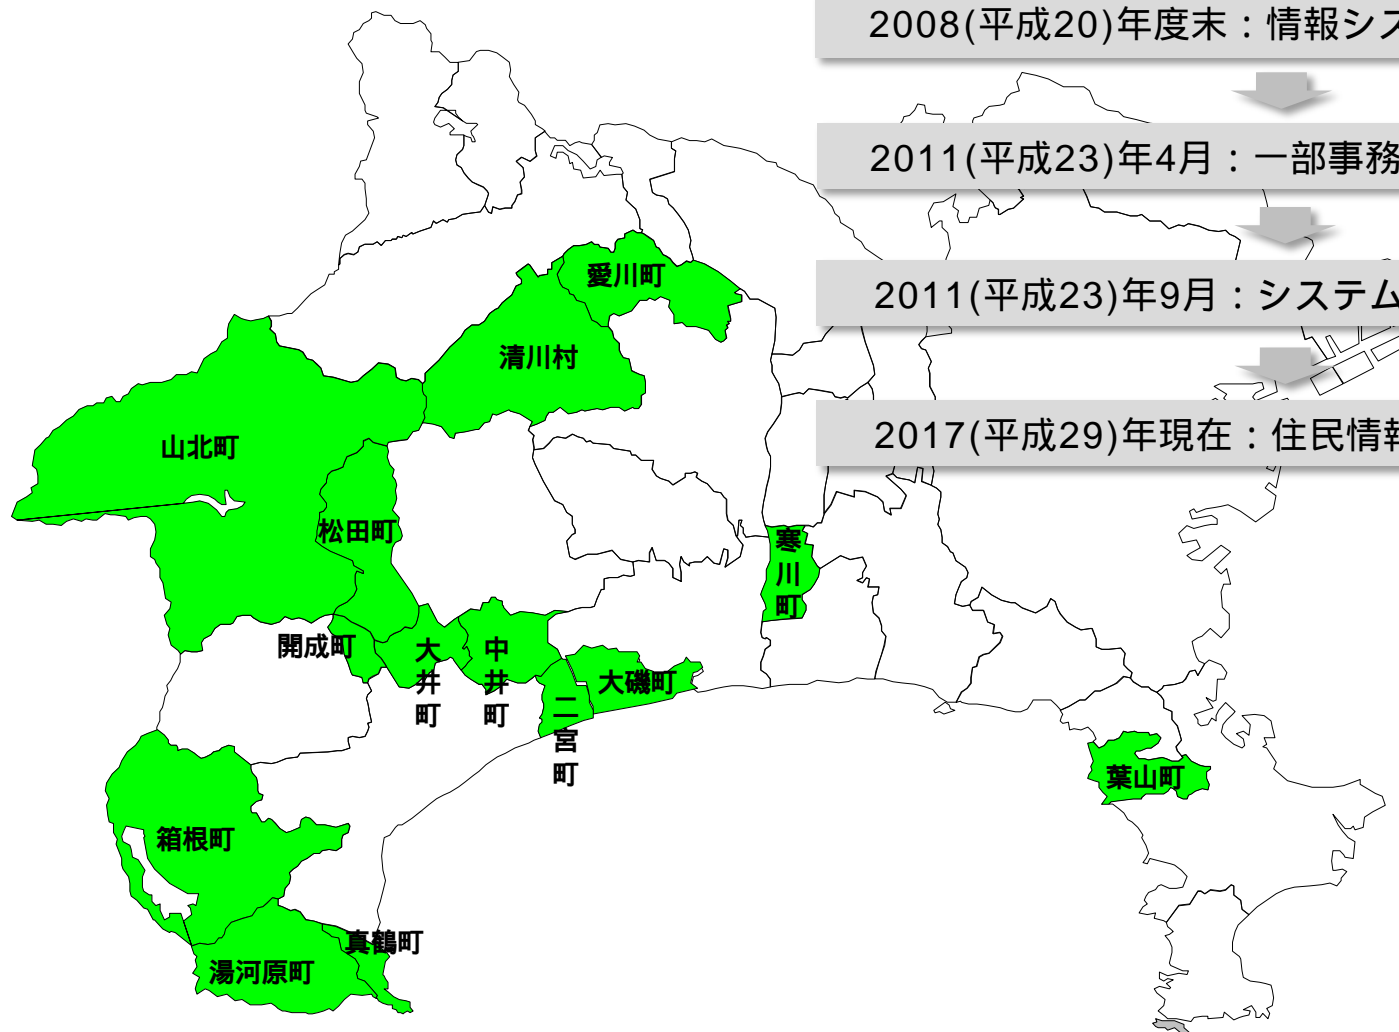 2008(平成20)年度末：情報シス
2011(平成23)年4月：一部事務
2011(平成23)年9月：システム
2017(平成29)年現在：住民情報
愛川町
清川村
山北町
松田町
寒川町
開成町
大井町
中井町
二宮町
大磯町
葉山町
箱根町
真鶴町
湯河原町